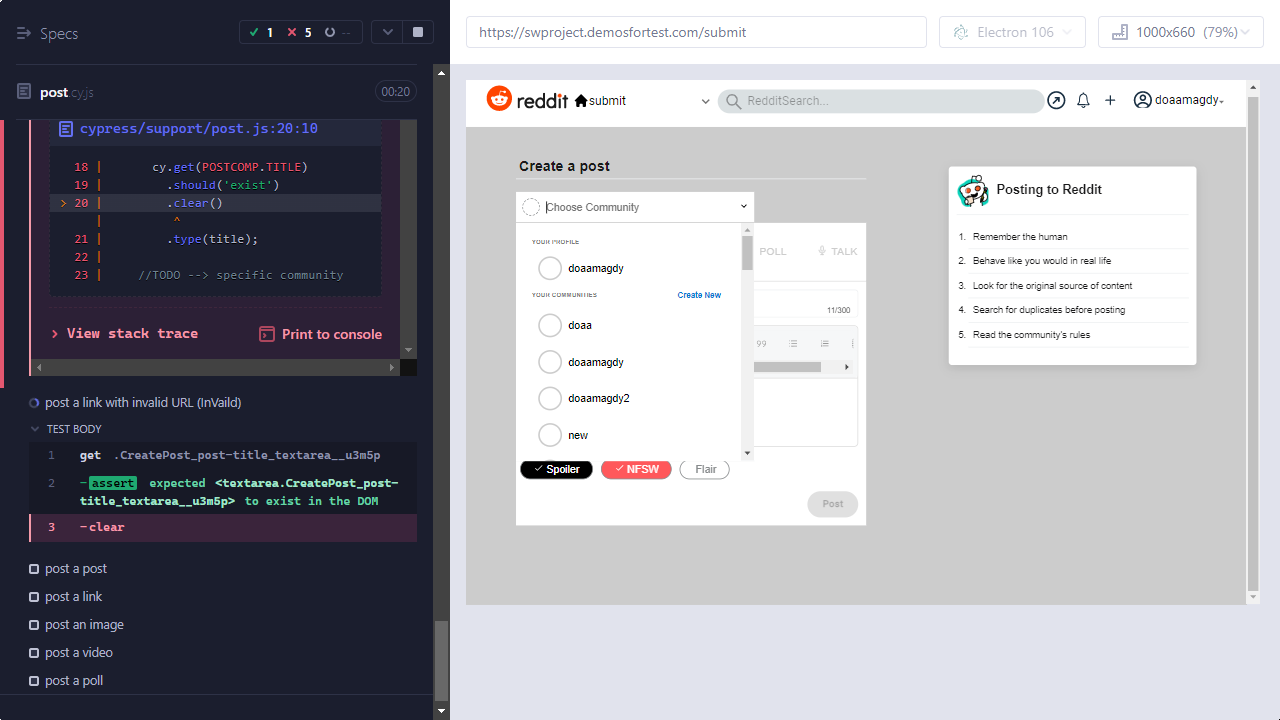 Specs
1
5
--
post cy.js
00:20
cypress/support/post.js:20:10
18 | cy.get(POSTCOMP.TITLE)
19 | .should('exist')
> 20 | .clear()
| ^
21 | .type(title);
22 |
23 | //TODO --> specific community
View stack trace
Print to console
post a link with invalid URL (InVaild)
TEST BODY
1 get .CreatePost_post-title_textarea__u3m5p
2 -assert expected <textarea.CreatePost_post-
title_textarea__u3m5p> to exist in the DOM
3 -clear
post a post
post a link
post an image
post a video
post a poll
https://swproject.demosfortest.com/submit
Electron 106
1000x660 (79%)
reddit
submit
RedditSearch...
doaamagdy
Create a post
Choose Community
YOUR PROFILE
doaamagdy
YOUR COMMUNITIES
Create New
doaa
doaamagdy
doaamagdy2
new
POLL
TALK
11/300
99
Spoiler
NFSW
Flair
Post
Posting to Reddit
1. Remember the human
2. Behave like you would in real life
3. Look for the original source of content
4. Search for duplicates before posting
5. Read the community's rules